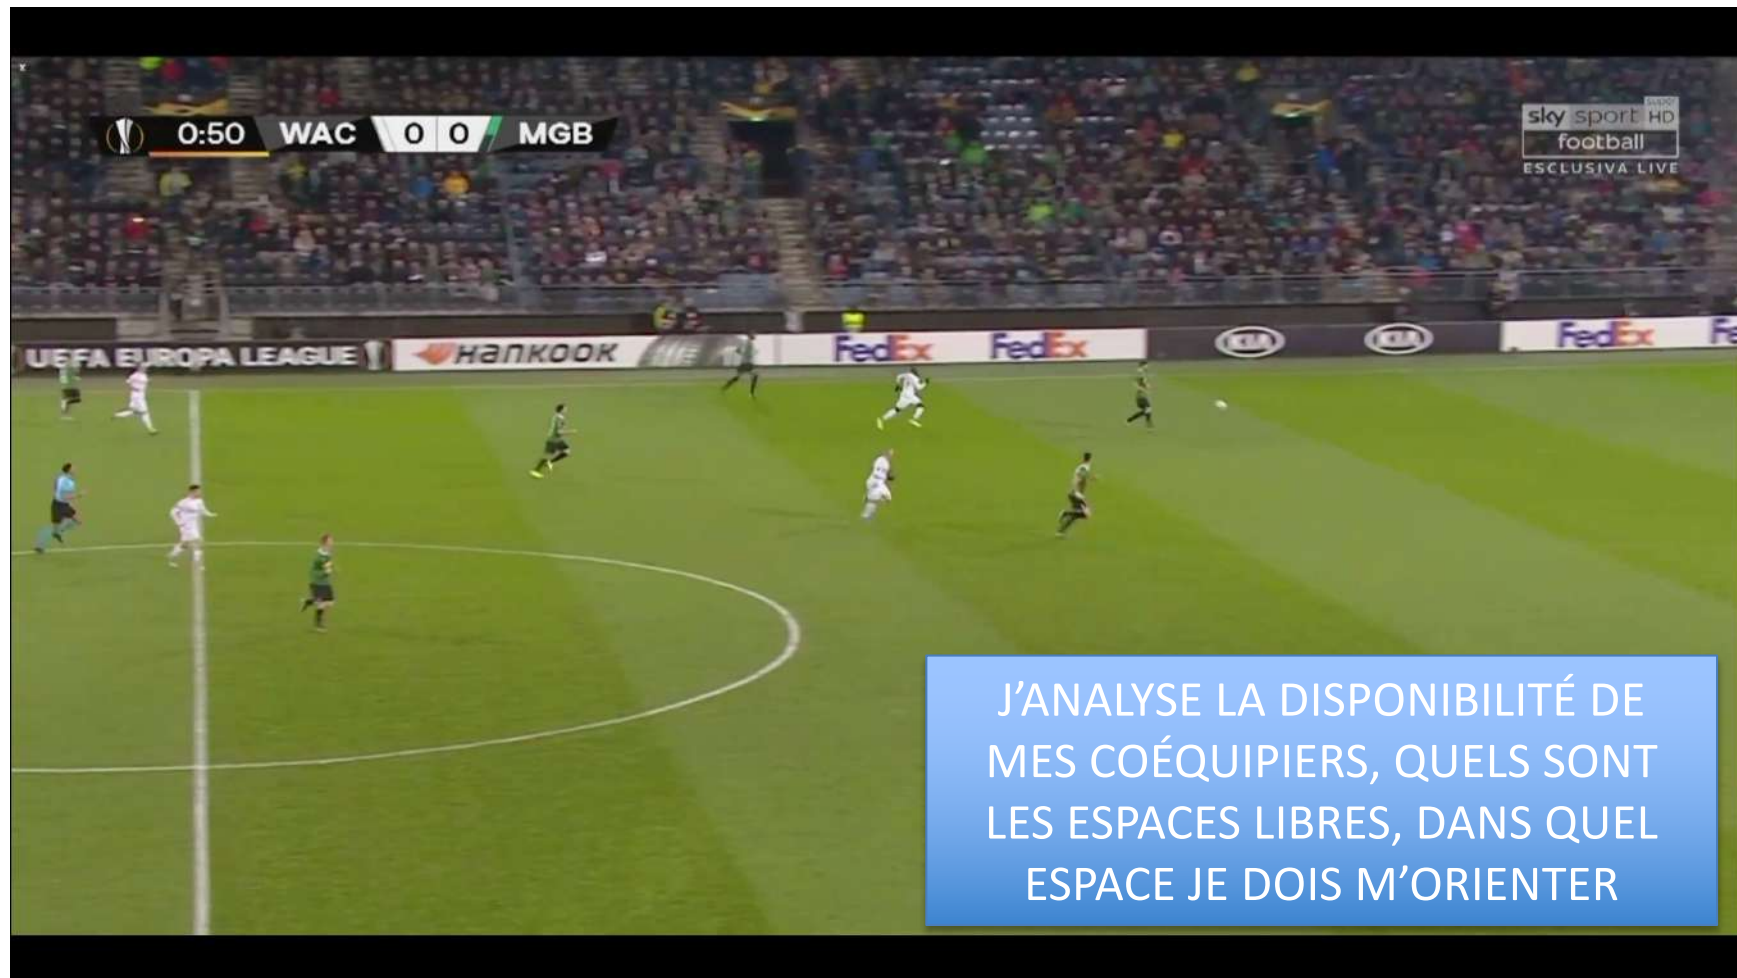 0:50 WAC 0 0 MGB
sky sport super HD
football
ESCLUSIVA LIVE
UEFA EUROPA LEAGUE HANKOOK FedEx FedEx KIA KIA FedEx
J’ANALYSE LA DISPONIBILITÉ DE
MES COÉQUIPIERS, QUELS SONT
LES ESPACES LIBRES, DANS QUEL
ESPACE JE DOIS M’ORIENTER